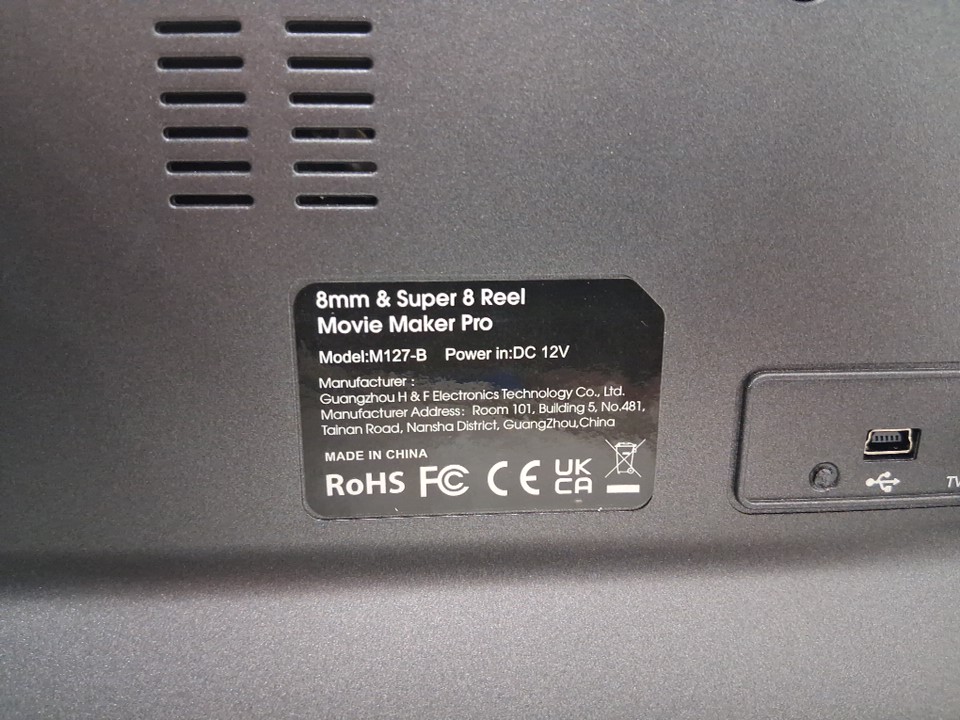 8mm & Super 8 Reel
Movie Maker Pro
Model:M127-B Power in:DC 12V
Manufacturer :
Guangzhou H & F Electronics Technology Co., Ltd.
Manufacturer Address: Room 101, Building 5, No.481,
Tainan Road, Nansha District, GuangZhou,China
MADE IN CHINA
RoHS FC CE UK
CA
TV